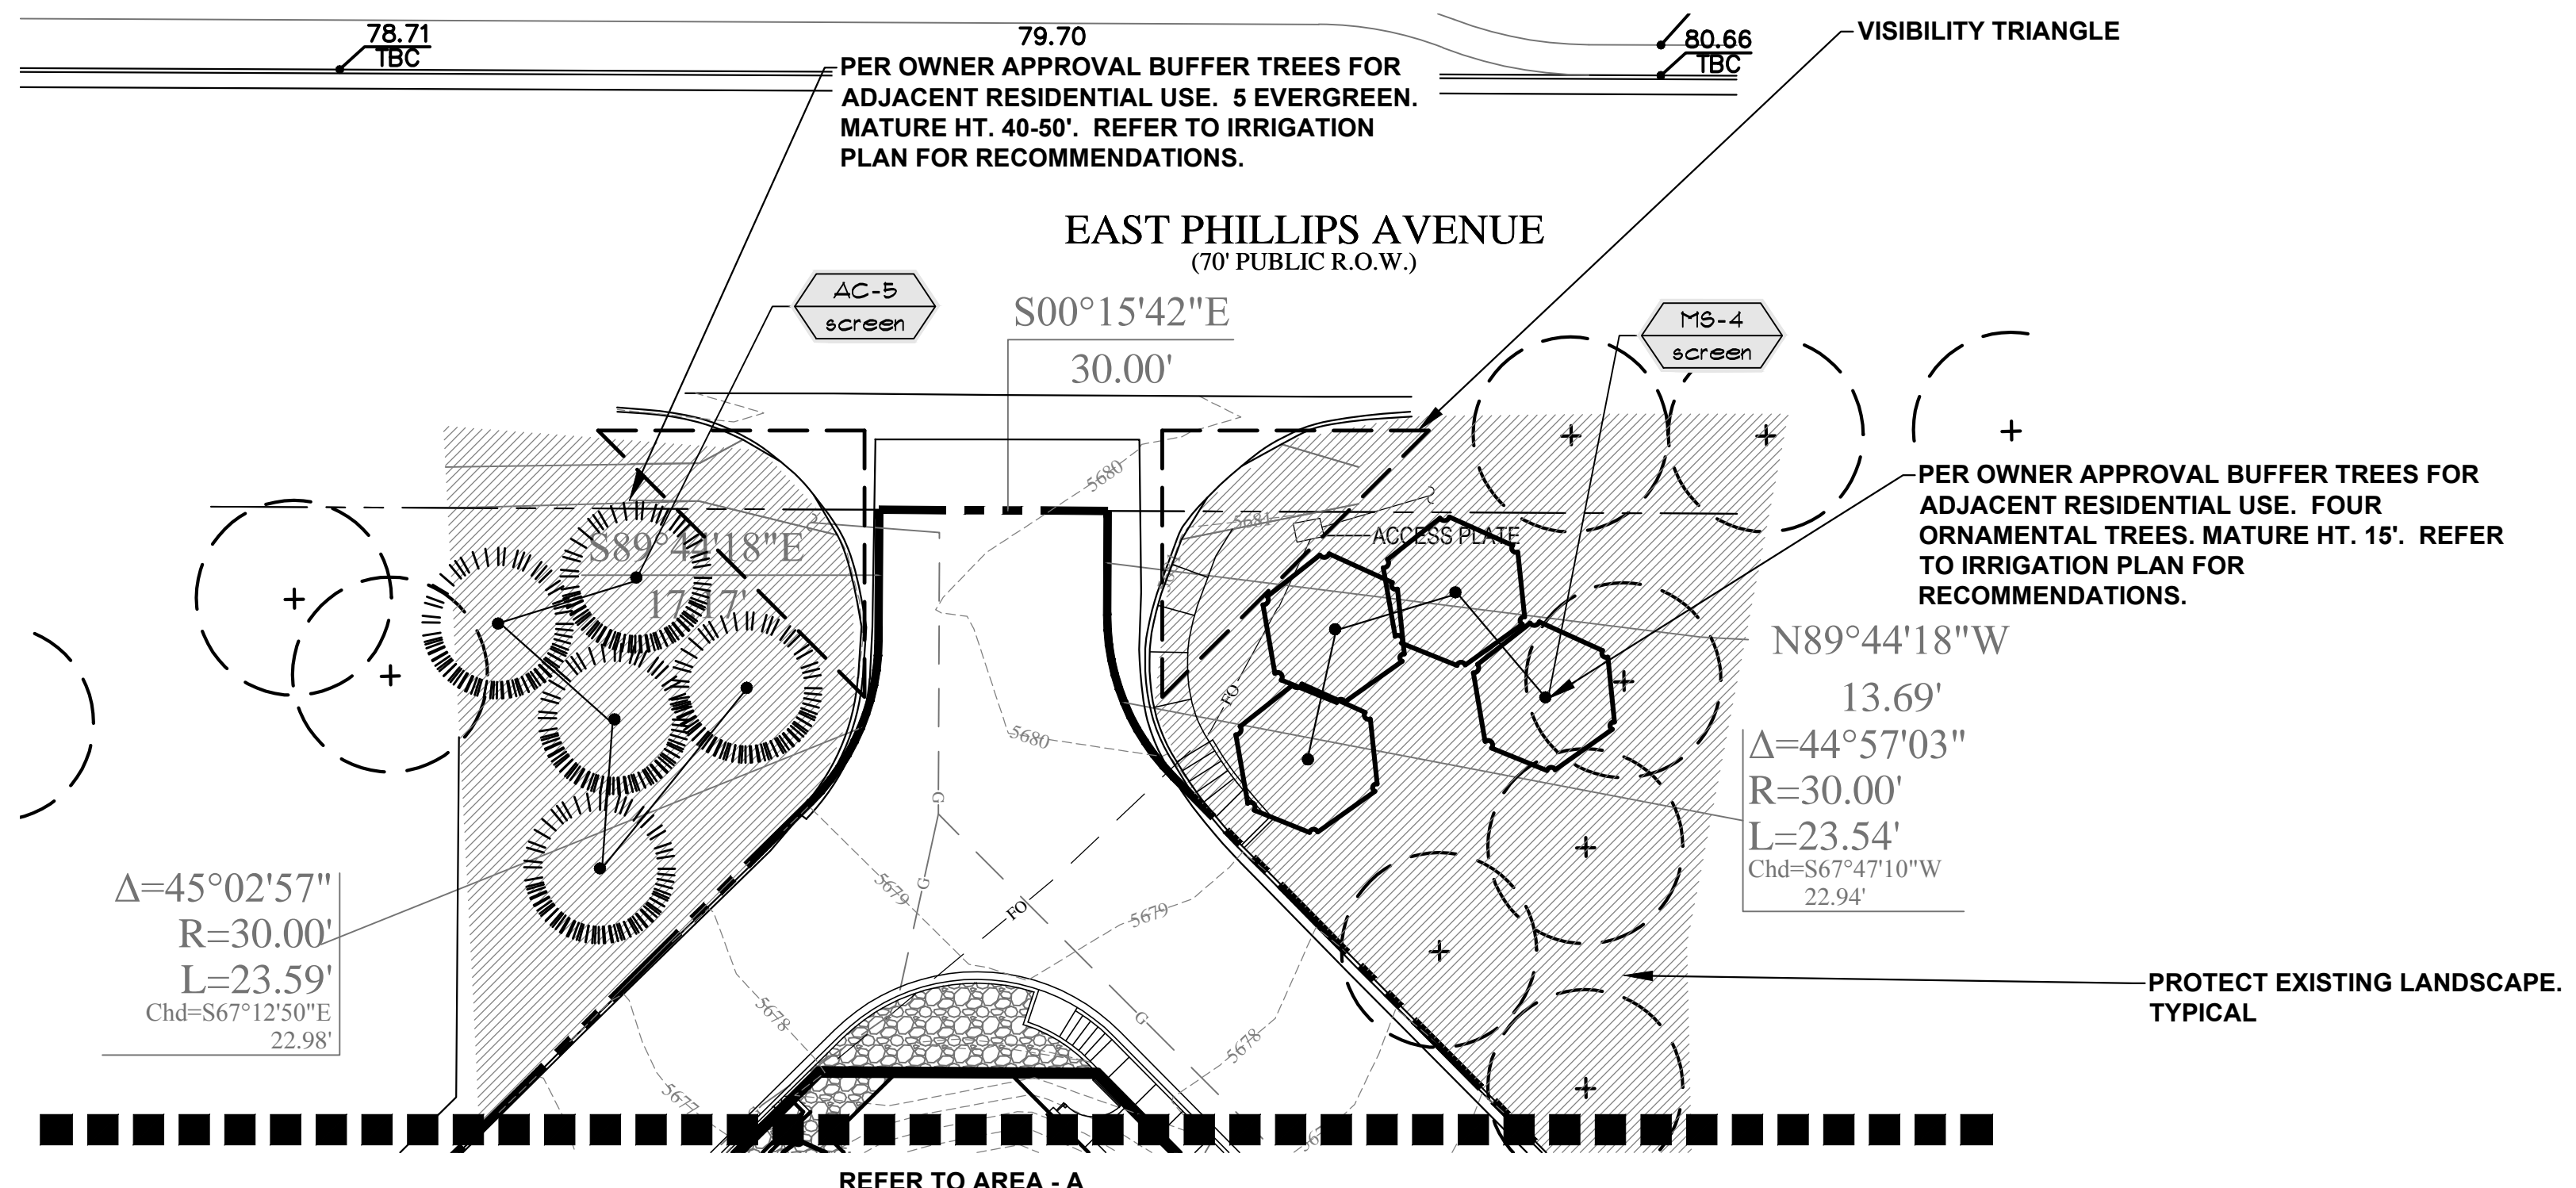 78.71
TBC
79.70
80.66
TBC
VISIBILITY TRIANGLE
PER OWNER APPROVAL BUFFER TREES FOR
ADJACENT RESIDENTIAL USE. 5 EVERGREEN.
MATURE HT. 40-50'. REFER TO IRRIGATION
PLAN FOR RECOMMENDATIONS.
EAST PHILLIPS AVENUE
(70' PUBLIC R.O.W.)
AC-5
screen
S00°15'42"E
30.00'
MS-4
screen
PER OWNER APPROVAL BUFFER TREES FOR
ADJACENT RESIDENTIAL USE. FOUR
ORNAMENTAL TREES. MATURE HT. 15'. REFER
TO IRRIGATION PLAN FOR
RECOMMENDATIONS.
5680
5681
ACCESS PLATE
S89°44'18"E
17.17'
N89°44'18"W
13.69'
FO
5680
Δ=44°57'03"
R=30.00'
L=23.54'
Chd=S67°47'10"W
22.94'
G
G
5679
FO
5679
Δ=45°02'57"
R=30.00'
L=23.59'
Chd=S67°12'50"E
22.98'
PROTECT EXISTING LANDSCAPE.
TYPICAL
5678
G
5678
5677
REFER TO AREA - A